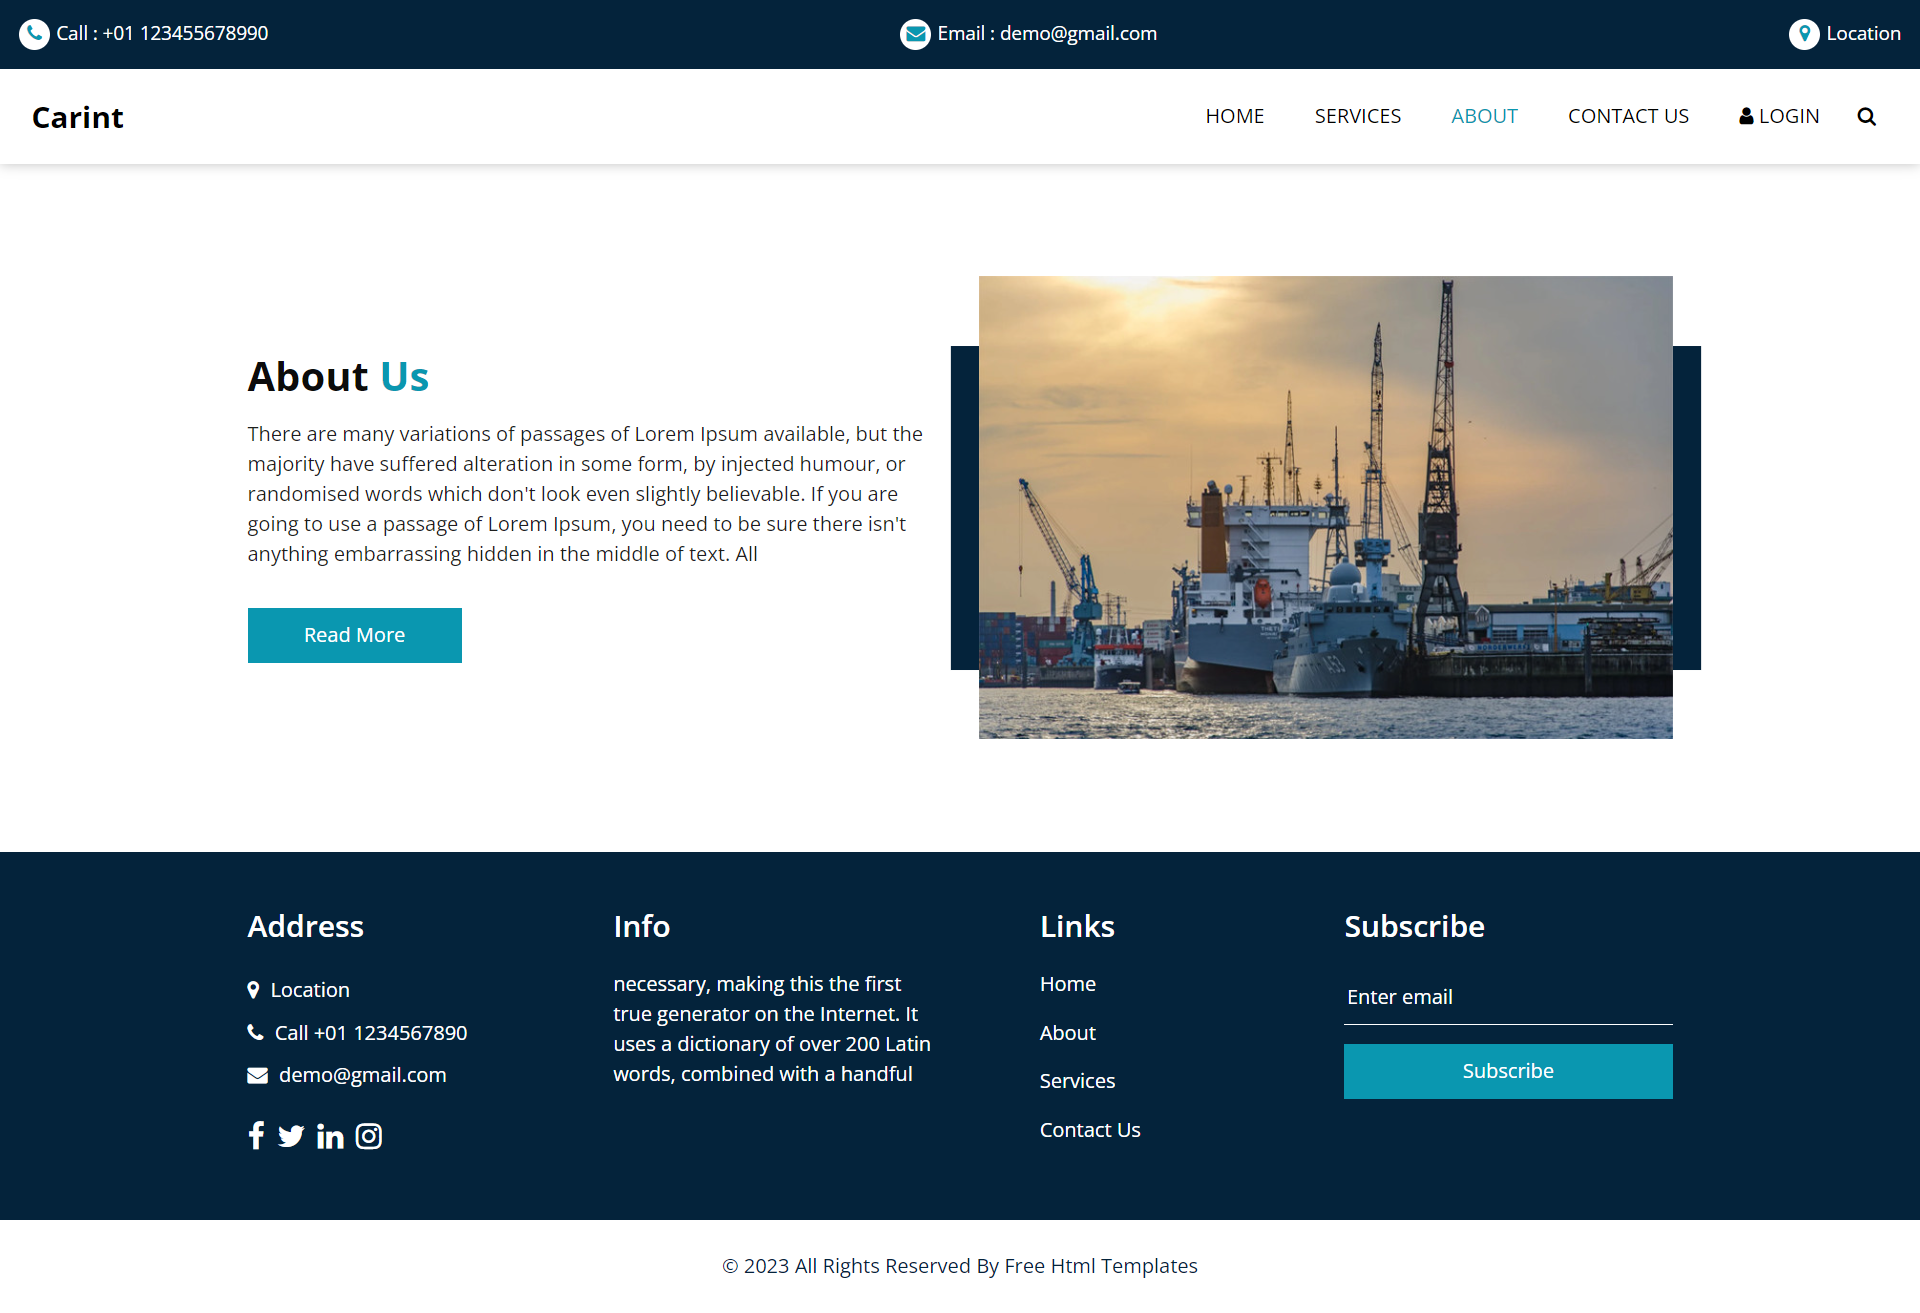 Call : +01 123455678990
Email : demo@gmail.com
Location
Carint
HOME
SERVICES
ABOUT
CONTACT US
LOGIN
About Us
There are many variations of passages of Lorem Ipsum available, but the
majority have suffered alteration in some form, by injected humour, or
randomised words which don't look even slightly believable. If you are
going to use a passage of Lorem Ipsum, you need to be sure there isn't
anything embarrassing hidden in the middle of text. All
Read More
A53
Address
Location
Call +01 1234567890
demo@gmail.com
Info
necessary, making this the first
true generator on the Internet. It
uses a dictionary of over 200 Latin
words, combined with a handful
Links
Home
About
Services
Contact Us
Subscribe
Enter email
Subscribe
© 2023 All Rights Reserved By Free Html Templates